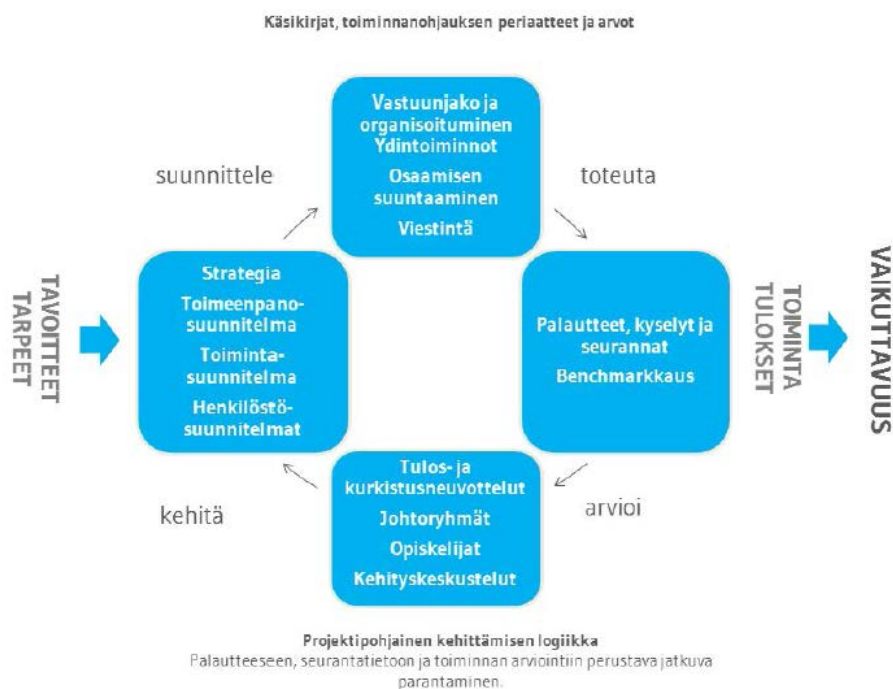 Käsikirjat, toiminnanohjauksen periaatteet ja arvot
Vastuunjako ja
organisoituminen
Ydintoiminnot
Osaamisen
suuntaaminen
Viestintä
suunnittele
toteuta
TAVOITTEET
TARPEET
Strategia
Toimeenpano-
suunnitelma
Toiminta-
suunnitelma
Henkilöstö-
suunnitelmat
Palautteet, kyselyt ja
seurannat
Benchmarkkaus
TOIMINTA
TULOKSET
VAIKUTTAVUUS
kehitä
Tulos- ja
kurkistusneuvottelut
Johtoryhmät
Opiskelijat
Kehityskeskustelut
arvioi
Projektipohjainen kehittämisen logiikka
Palautteeseen, seurantatietoon ja toiminnan arviointiin perustava jatkuva
parantaminen.